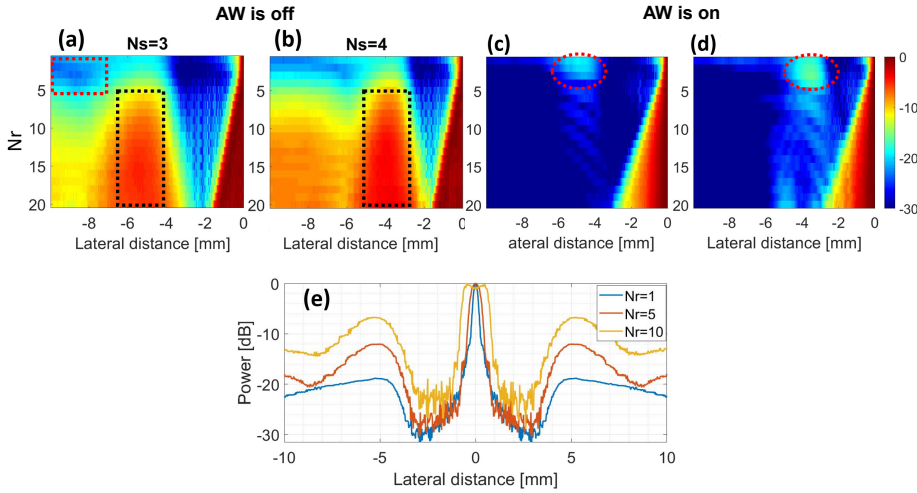 AW is off
AW is on
(a) Ns=3
(b) Ns=4
(c)
(d)
Nr
5
10
15
20
-8 -6 -4 -2 0
Lateral distance [mm]
5
10
15
20
-8 -6 -4 -2 0
Lateral distance [mm]
5
10
15
20
-8 -6 -4 -2 0
ateral distance [mm]
5
10
15
20
-8 -6 -4 -2 0
Lateral distance [mm]
0
-10
-20
-30
(e)
Nr=1
Nr=5
Nr=10
Power [dB]
0
-10
-20
-30
-10 -5 0 5 10
Lateral distance [mm]